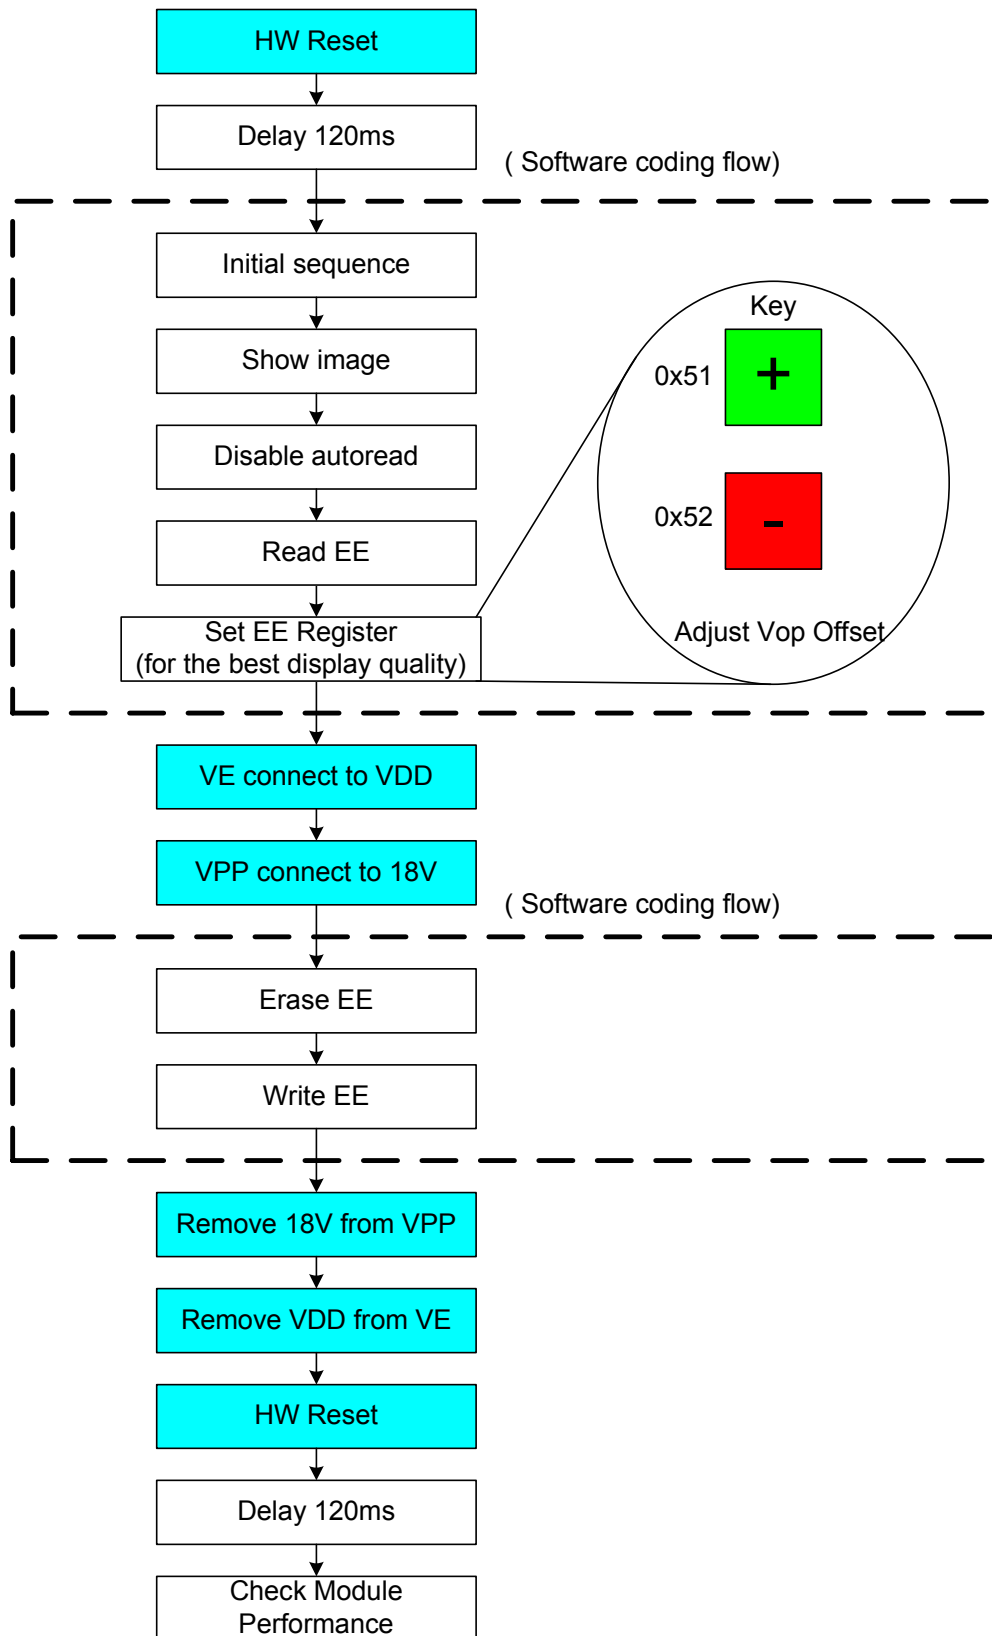 HW Reset
Delay 120ms
( Software coding flow)
Initial sequence
Show image
Disable autoread
Read EE
Set EE Register
(for the best display quality)
Key
0x51
+
0x52
-
Adjust Vop Offset
VE connect to VDD
VPP connect to 18V
( Software coding flow)
Erase EE
Write EE
Remove 18V from VPP
Remove VDD from VE
HW Reset
Delay 120ms
Check Module
Performance